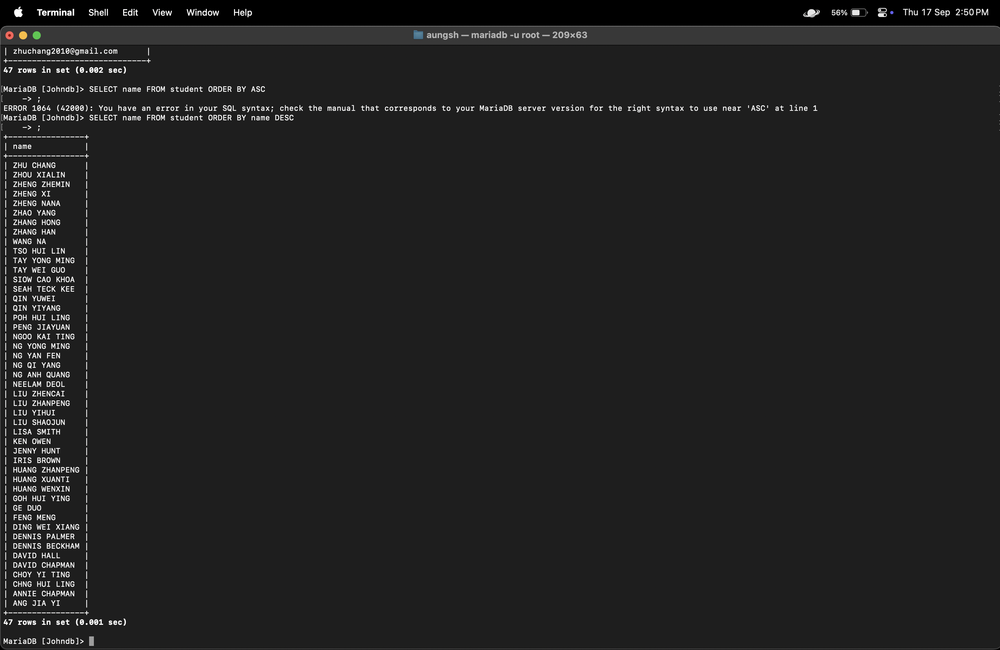 Terminal Shell Edit View Window Help 56% Thu 17 Sep 2:50 PM
aungsh — mariadb -u root — 209×63
| zhuchang2010@gmail.com      |
+-----------------------------+
47 rows in set (0.002 sec)
MariaDB [Johndb]> SELECT name FROM student ORDER BY ASC
    -> ;
ERROR 1064 (42000): You have an error in your SQL syntax; check the manual that corresponds to your MariaDB server version for the right syntax to use near 'ASC' at line 1
MariaDB [Johndb]> SELECT name FROM student ORDER BY name DESC
    -> ;
+----------------+
| name           |
+----------------+
| ZHU CHANG      |
| ZHOU XIALIN    |
| ZHENG ZHEMIN   |
| ZHENG XI       |
| ZHENG NANA     |
| ZHAO YANG      |
| ZHANG HONG     |
| ZHANG HAN      |
| WANG NA        |
| TSO HUI LIN    |
| TAY YONG MING  |
| TAY WEI GUO    |
| SIOW CAO KHOA  |
| SEAH TECK KEE  |
| QIN YUWEI      |
| QIN YIYANG     |
| POH HUI LING   |
| PENG JIAYUAN   |
| NGOO KAI TING  |
| NG YONG MING   |
| NG YAN FEN     |
| NG QI YANG     |
| NG ANH QUANG   |
| NEELAM DEOL    |
| LIU ZHENCAI    |
| LIU ZHANPENG   |
| LIU YIHUI      |
| LIU SHAOJUN    |
| LISA SMITH     |
| KEN OWEN       |
| JENNY HUNT     |
| IRIS BROWN     |
| HUANG ZHANPENG |
| HUANG XUANTI   |
| HUANG WENXIN   |
| GOH HUI YING   |
| GE DUO         |
| FENG MENG      |
| DING WEI XIANG |
| DENNIS PALMER  |
| DENNIS BECKHAM |
| DAVID HALL     |
| DAVID CHAPMAN  |
| CHOY YI TING   |
| CHNG HUI LING  |
| ANNIE CHAPMAN  |
| ANG JIA YI     |
+----------------+
47 rows in set (0.001 sec)
MariaDB [Johndb]>